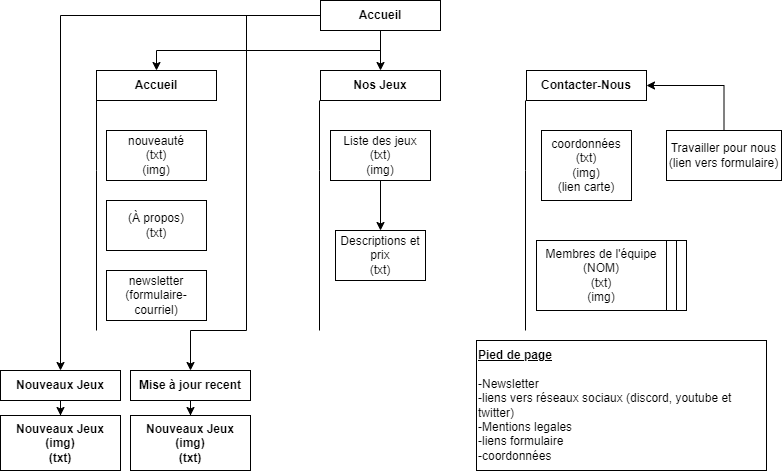 Accueil
Accueil
nouveauté
(txt)
(img)
(À propos)
(txt)
newsletter
(formulaire-
courriel)
Nos Jeux
Liste des jeux
(txt)
(img)
Descriptions et
prix
(txt)
Contacter-Nous
coordonnées
(txt)
(img)
(lien carte)
Travailler pour nous
(lien vers formulaire)
Membres de l'équipe
(NOM)
(txt)
(img)
Nouveaux Jeux
Nouveaux Jeux
(img)
(txt)
Mise à jour recent
Nouveaux Jeux
(img)
(txt)
Pied de page
-Newsletter
-liens vers réseaux sociaux (discord, youtube et
twitter)
-Mentions legales
-liens formulaire
-coordonnées